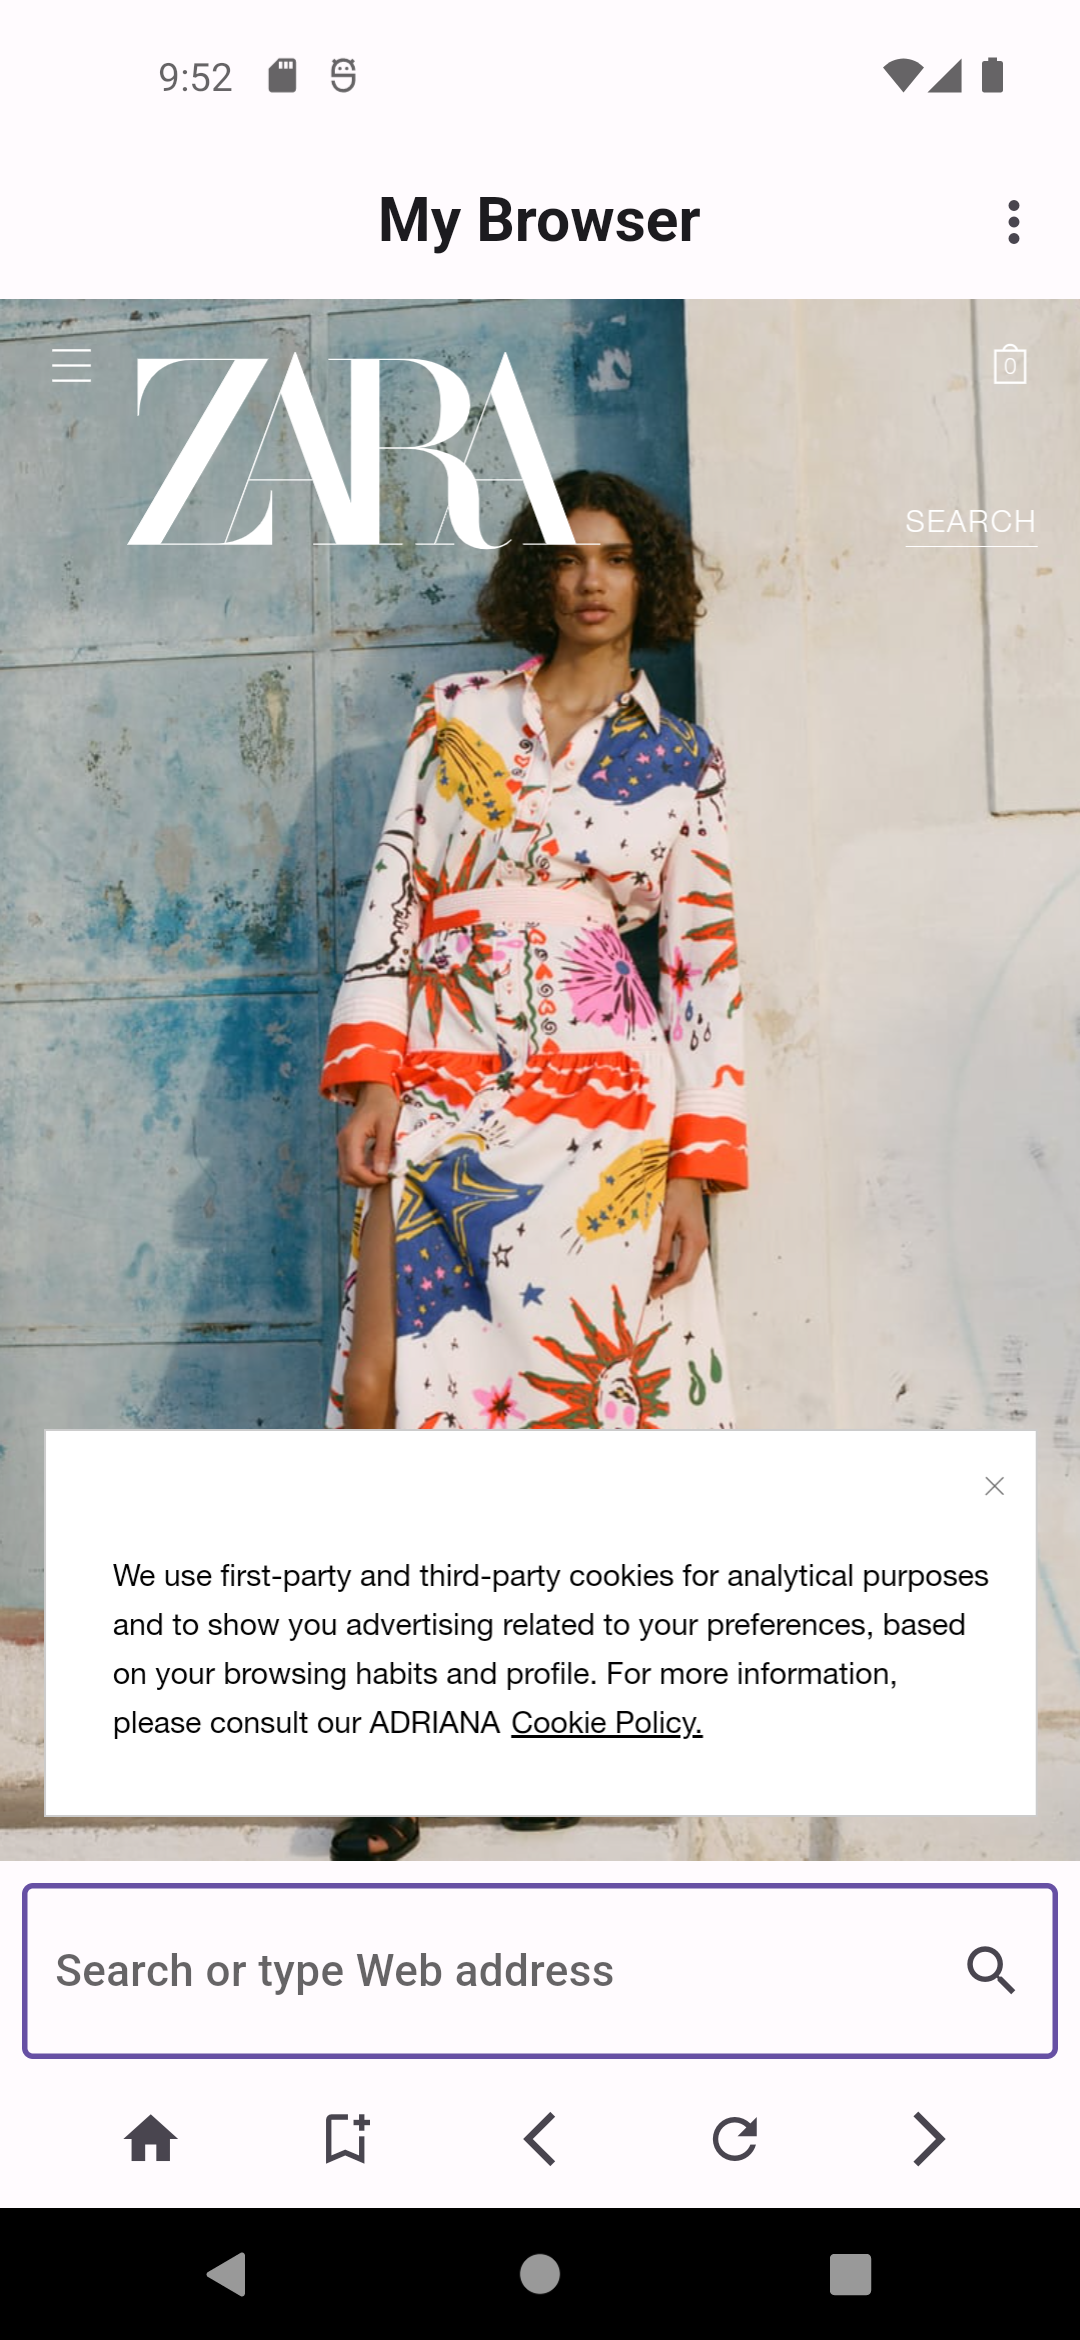 9:52
My Browser
ZARA
0
SEARCH
We use first-party and third-party cookies for analytical purposes
and to show you advertising related to your preferences, based
on your browsing habits and profile. For more information,
please consult our ADRIANA Cookie Policy.
Search or type Web address